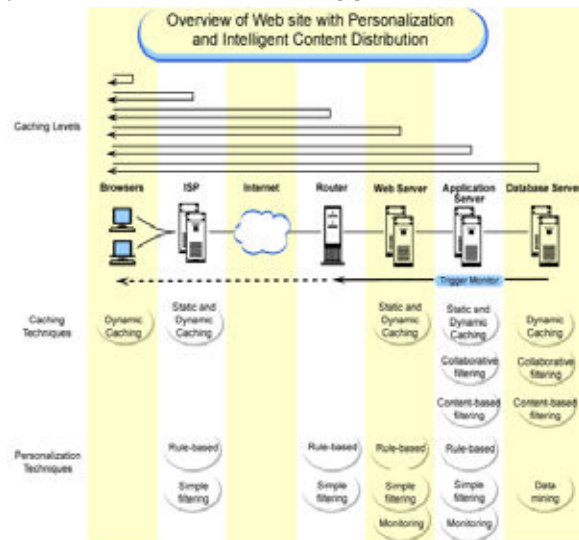 Overview of Web site with Personalization
and Intelligent Content Distribution
Caching Levels
Browsers
ISP
Internet
Router
Web Server
Application
Server
Database Server
Trigger Monitor
Caching
Techniques
Dynamic
Caching
Static and
Dynamic
Caching
Static and
Dynamic
Caching
Static and
Dynamic
Caching
Dynamic
Caching
Collaborative
filtering
Collaborative
filtering
Content-based
filtering
Content-based
filtering
Personalization
Techniques
Rule-based
Rule-based
Rule-based
Rule-based
Simple
filtering
Simple
filtering
Simple
filtering
Simple
filtering
Data
mining
Monitoring
Monitoring